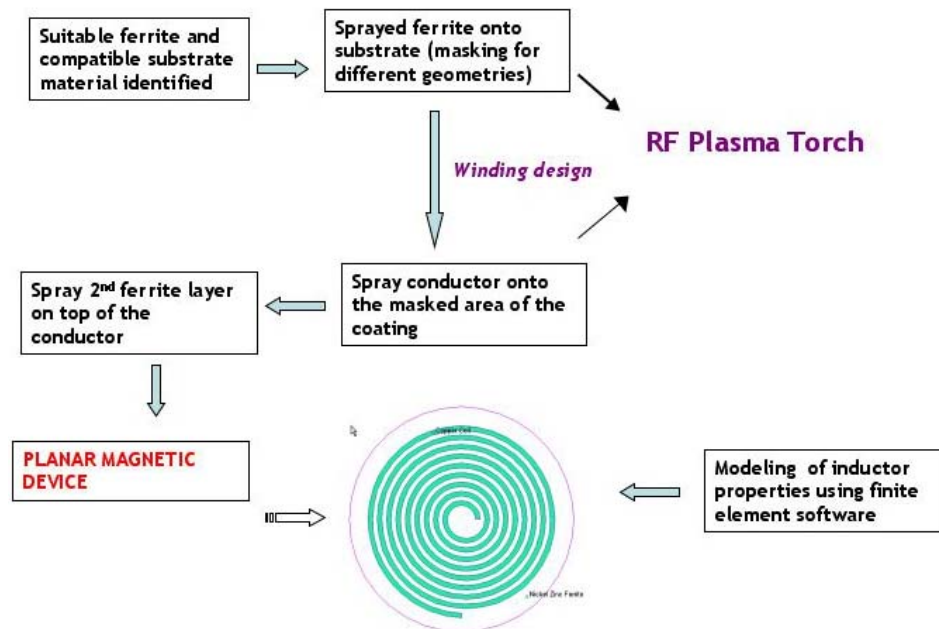 Suitable ferrite and
compatible substrate
material identified
Sprayed ferrite onto
substrate (masking for
different geometries)
RF Plasma Torch
Winding design
Spray 2nd ferrite layer
on top of the
conductor
Spray conductor onto
the masked area of the
coating
PLANAR MAGNETIC
DEVICE
Copper Coil
Nickel Zinc Ferrite
Modeling of inductor
properties using finite
element software